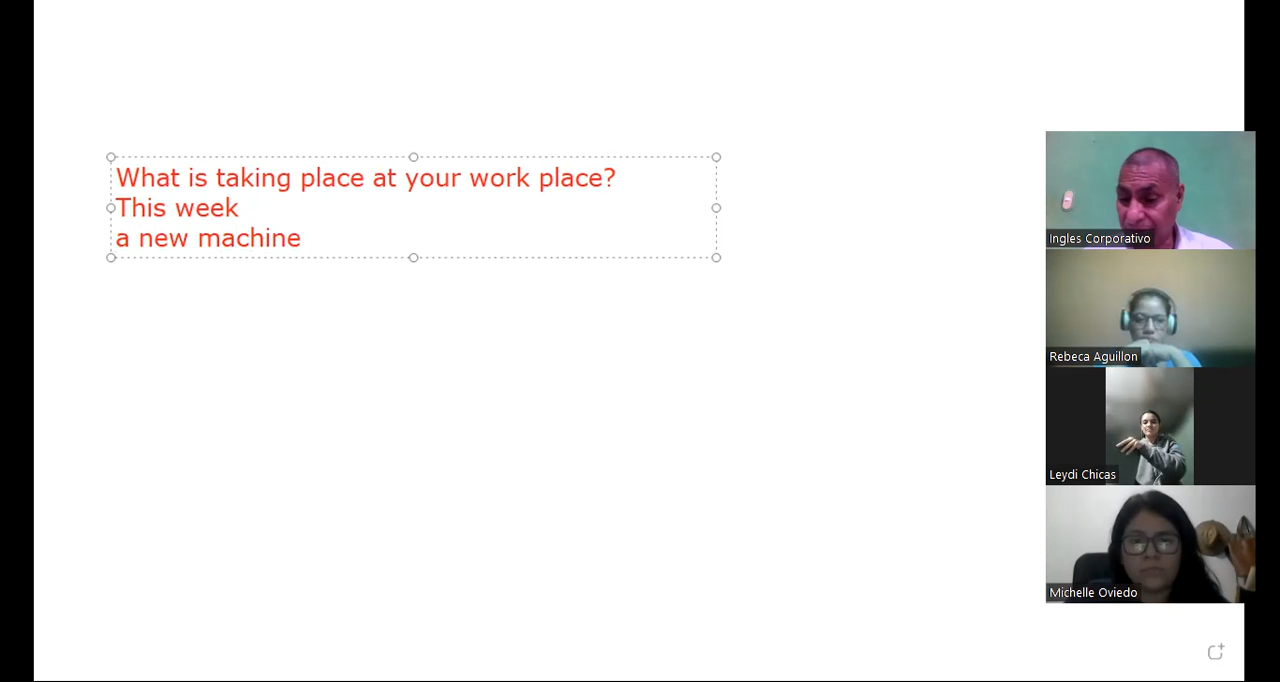 What is taking place at your work place?
This week
a new machine
Ingles Corporativo
Rebeca Aguillon
Leydi Chicas
Michelle Oviedo